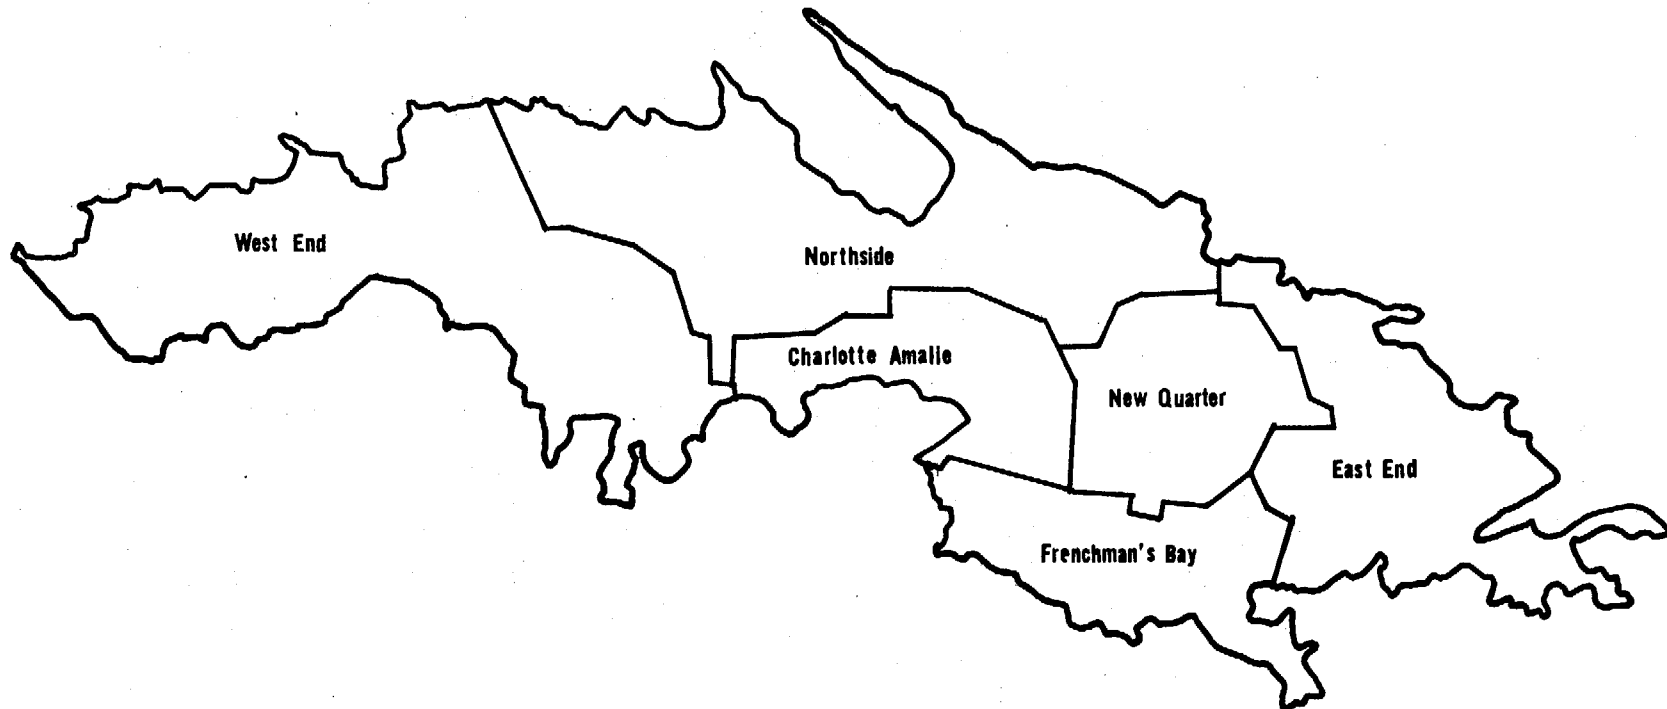 West End
Northside
Charlotte Amalie
New Quarter
East End
Frenchman's Bay